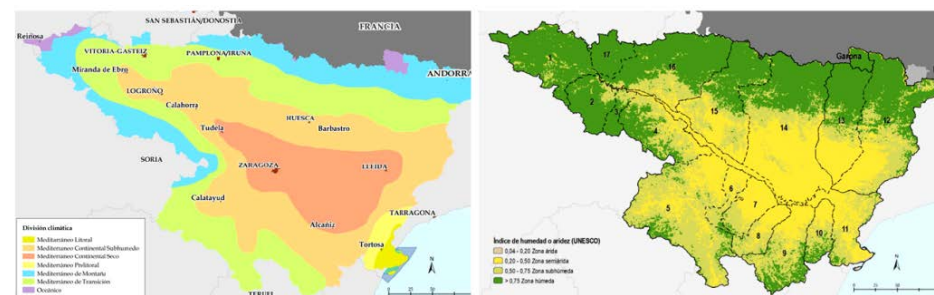 SAN SEBASTIÁN/DONOSTIA
FRANCIA
Reinosa
VITORIA-GASTEIZ
PAMPLONA/IRUÑA
Miranda de Ebro
ANDORRA
LOGROÑO
Calahorra
HUESCA
Barbastro
Tudela
SORIA
ZARAGOZA
LLEIDA
Calatayud
TARRAGONA
Alcañiz
Tortosa
TERUEL
División climática
Mediterráneo Litoral
Mediterráneo Continental/Subhúmedo
Mediterráneo Continental/Seco
Mediterráneo Prelitoral
Mediterráneo de Montaña
Mediterráneo de Transición
Oceánico
N
0 25 50
Garona
1
17
16
2
15
14
13
12
4
6
5
7
8
9
10
11
Índice de humedad o aridez (UNESCO)
0,04 - 0,20 Zona árida
0,20 - 0,50 Zona semiárida
0,50 - 0,75 Zona subhúmeda
> 0,75 Zona húmeda
N